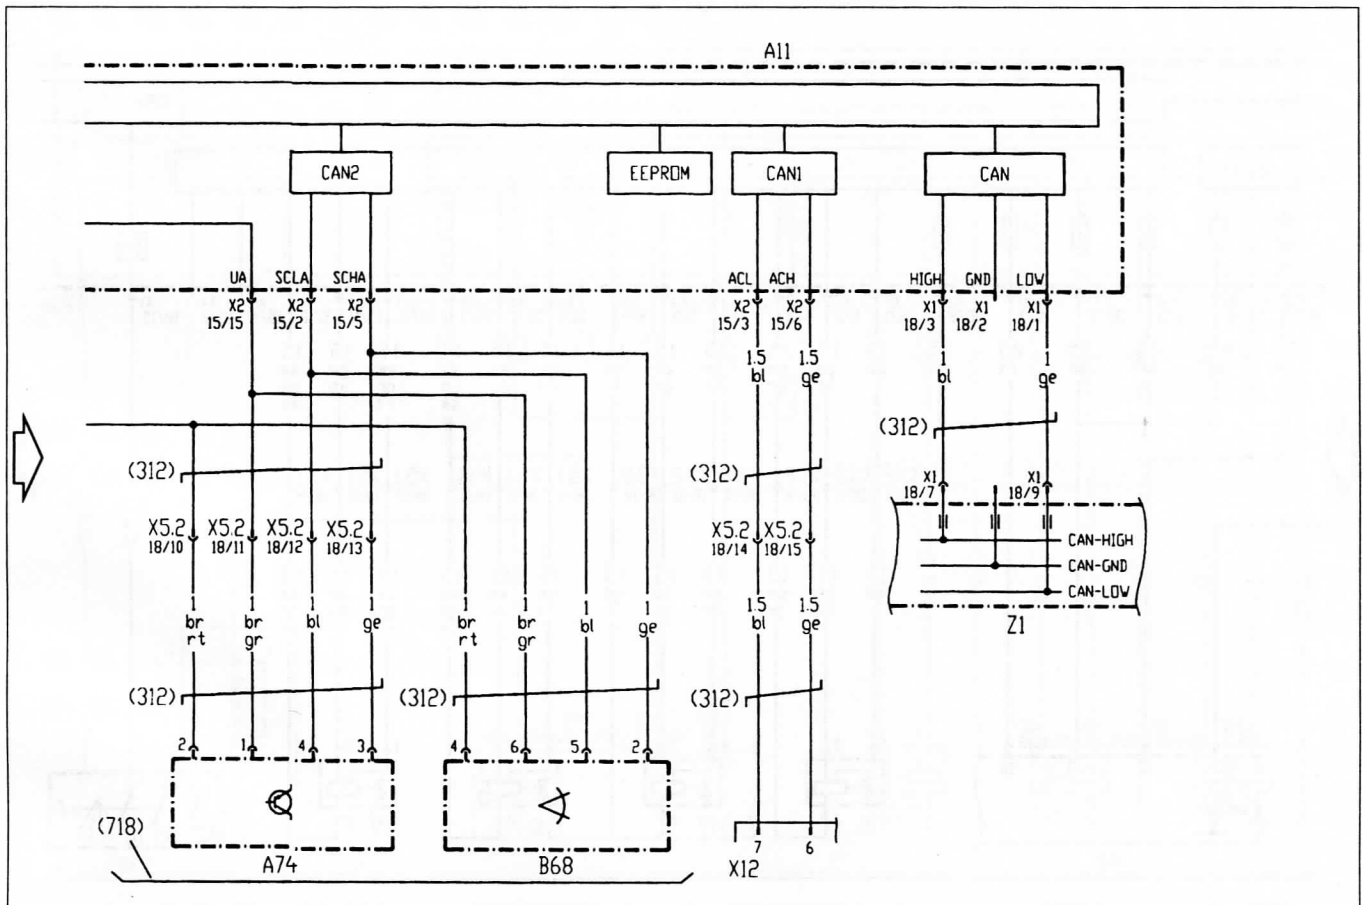 A11
CAN2
EEPROM
CAN1
CAN
UA SCLA SCHA ACL ACH HIGH GND LOW
X2 X2 X2 X2 X2 X1 X1 X1
15/15 15/2 15/5 15/3 15/6 18/3 18/2 18/1
1.5 1.5 1 1
bl ge bl ge
(312)
(312) (312)
X1 X1
18/7 18/9
X5.2 X5.2 X5.2 X5.2 X5.2 X5.2
18/10 18/11 18/12 18/13 18/14 18/15
CAN-HIGH
CAN-GND
CAN-LOW
Z1
1 1 1 1 1 1 1 1 1.5 1.5
br br bl ge br br bl ge bl ge
rt gr rt gr
(312) (312) (312)
2 1 4 3 4 6 5 2
(718)
A74 B68
7 6
X12